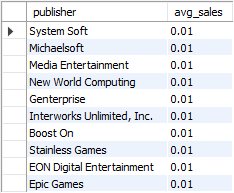 publisher avg_sales
System Soft 0.01
Michaelsoft 0.01
Media Entertainment 0.01
New World Computing 0.01
Genterprise 0.01
Interworks Unlimited, Inc. 0.01
Boost On 0.01
Stainless Games 0.01
EON Digital Entertainment 0.01
Epic Games 0.01